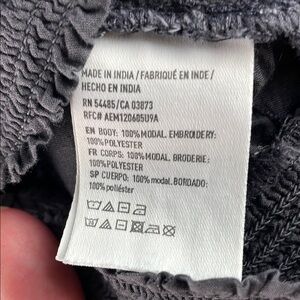 MADE IN INDIA / FABRIQUÉ EN INDE /
HECHO EN INDIA
RN 54485/CA 03873
RFC# AEM120605U9A
EN BODY: 100%MODAL. EMBROIDERY:
100%POLYESTER
FR CORPS: 100%MODAL. BRODERIE:
100%POLYESTER
SP CUERPO: 100%modal. BORDADO:
100% poliéster